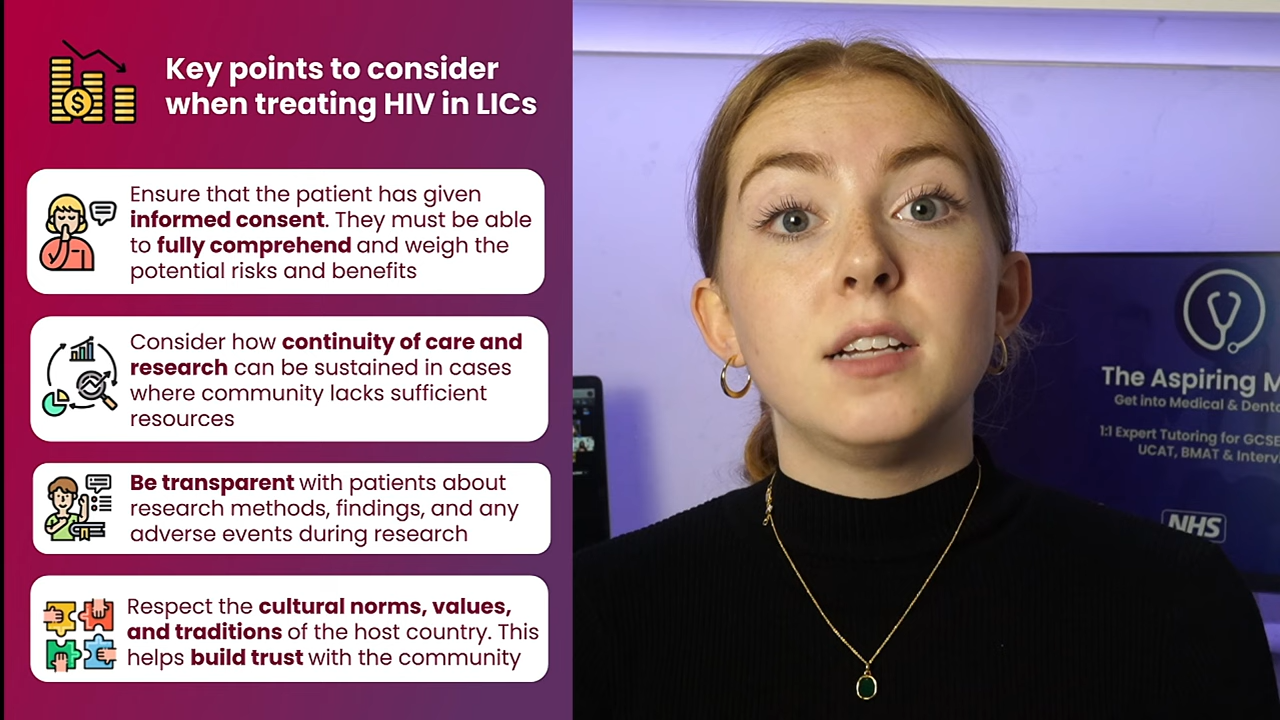 Key points to consider
when treating HIV in LICs
Ensure that the patient has given
informed consent. They must be able
to fully comprehend and weigh the
potential risks and benefits
Consider how continuity of care and
research can be sustained in cases
where community lacks sufficient
resources
Be transparent with patients about
research methods, findings, and any
adverse events during research
Respect the cultural norms, values,
and traditions of the host country. This
helps build trust with the community
The Aspiring M
Get into Medical & Denta
1:1 Expert Tutoring for GCSE
UCAT, BMAT & Intervi
NHS